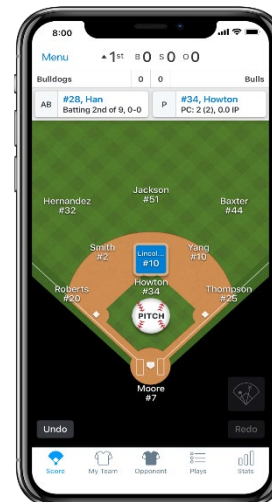 8:00
Menu ▲1st B0 S0 O0
Bulldogs 0 0 Bulls
AB #28, Han P #34, Howton
Batting 2nd of 9, 0-0 PC: 2 (2), 0.0 IP
Jackson
#51
Hernandez Baxter
#32 #44
Smith Lincol... Yang
#2 #10 #10
Howton
#34
Roberts Thompson
#20 #25
PITCH
Moore
#7
Undo Redo
Score My Team Opponent Plays Stats